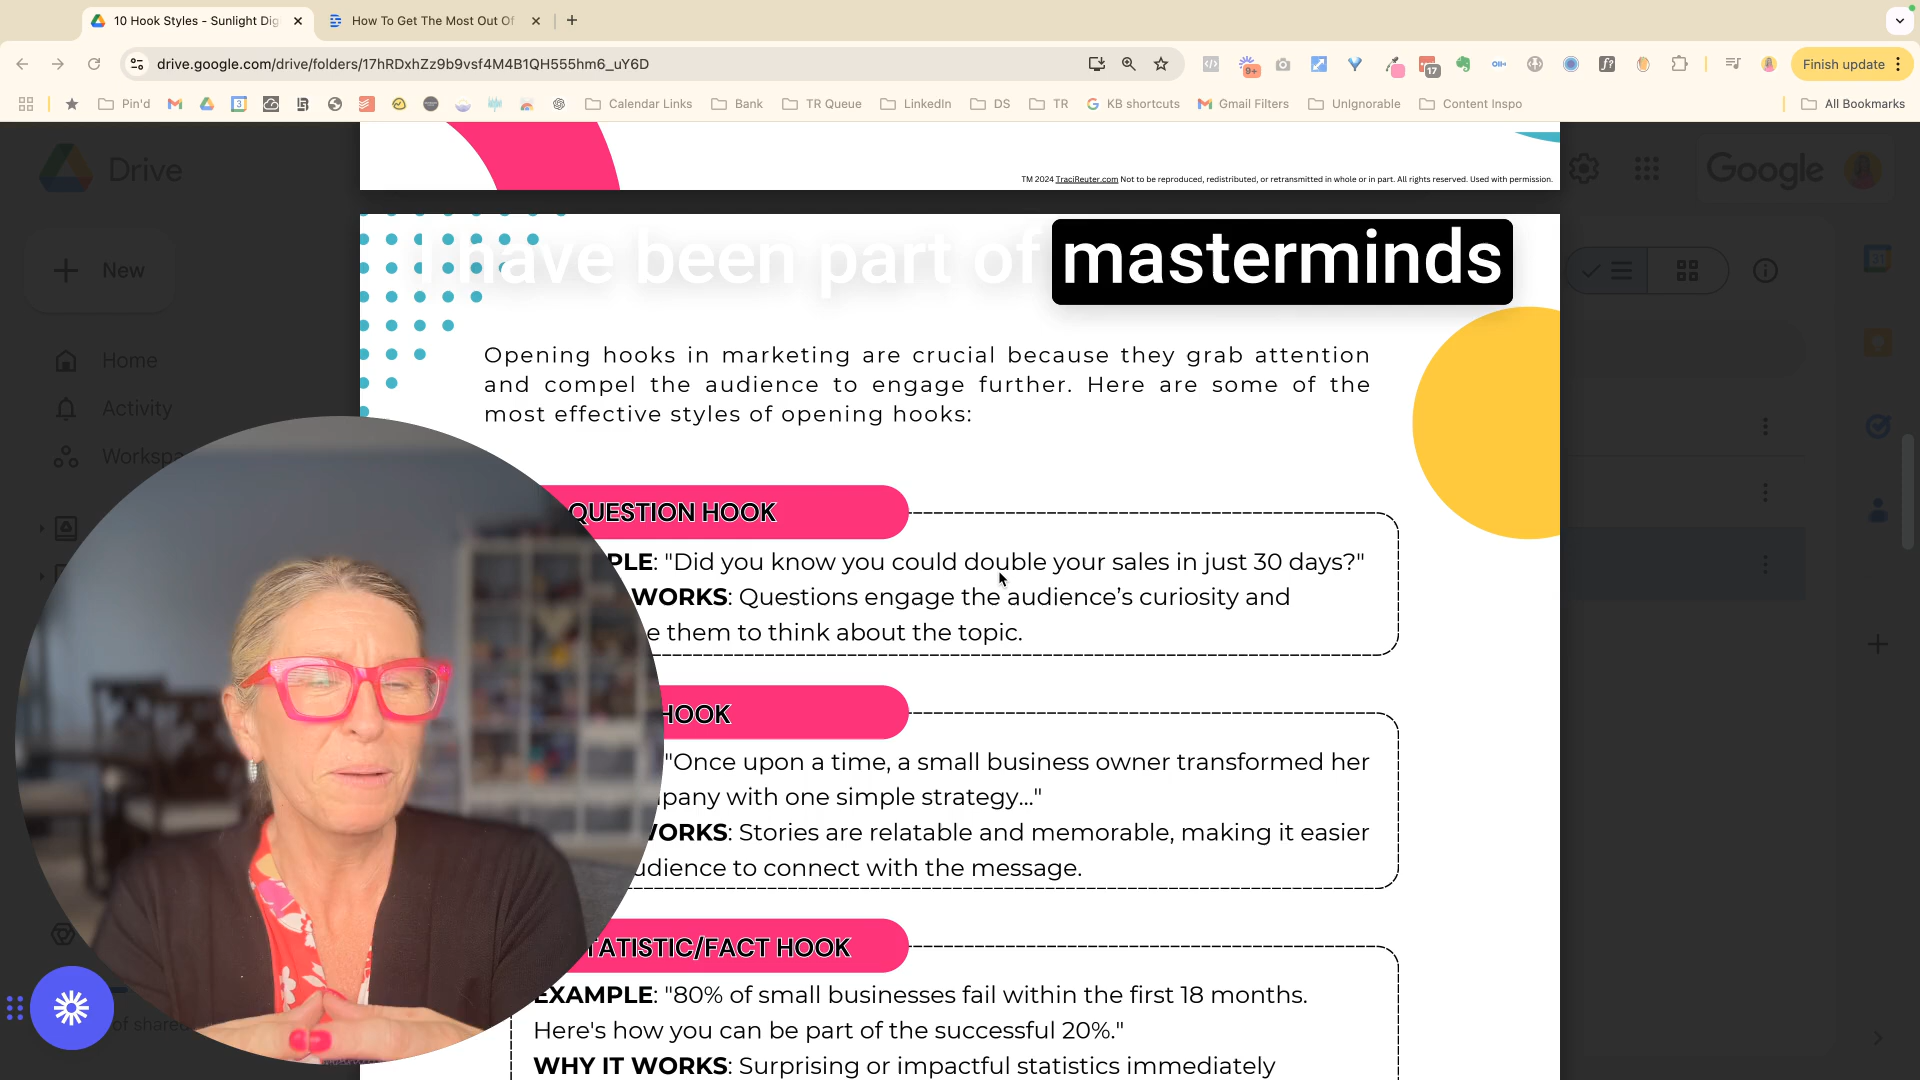 10 Hook Styles - Sunlight Dig
How To Get The Most Out Of
drive.google.com/drive/folders/17hRDxhZz9b9vsf4M4B1QH555hm6_uY6D
9+
17
Finish update
Pin'd
Calendar Links
Bank
TR Queue
LinkedIn
DS
TR
KB shortcuts
Gmail Filters
UnIgnorable
Content Inspo
All Bookmarks
Drive
Google
TM 2024 TraciReuter.com Not to be reproduced, redistributed, or retransmitted in whole or in part. All rights reserved. Used with permission.
I have been part of masterminds
New
Home
Activity
Workspa
Opening hooks in marketing are crucial because they grab attention
and compel the audience to engage further. Here are some of the
most effective styles of opening hooks:
QUESTION HOOK
PLE: "Did you know you could double your sales in just 30 days?"
WORKS: Questions engage the audience's curiosity and
e them to think about the topic.
HOOK
"Once upon a time, a small business owner transformed her
pany with one simple strategy..."
WORKS: Stories are relatable and memorable, making it easier
udience to connect with the message.
TATISTIC/FACT HOOK
EXAMPLE: "80% of small businesses fail within the first 18 months.
Here's how you can be part of the successful 20%."
WHY IT WORKS: Surprising or impactful statistics immediately
of shared